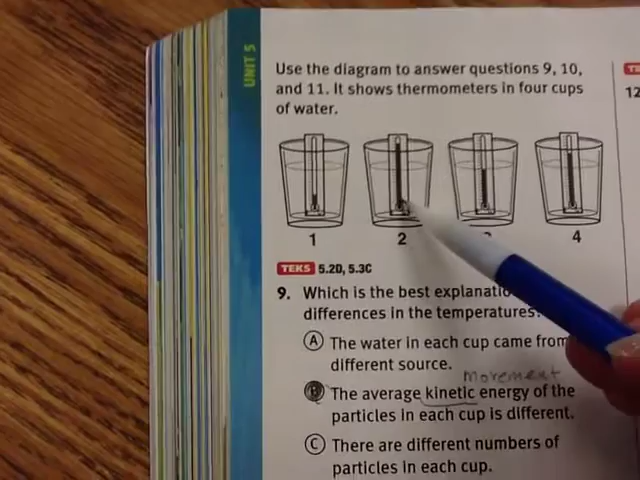 UNIT 5
Use the diagram to answer questions 9, 10,
and 11. It shows thermometers in four cups
of water.
1 2 4
TEKS 5.2D, 5.3C
9. Which is the best
differences in the temperatures?
A The water in each cup came from
different source.
movement
B The average kinetic energy of the
particles in each cup is different.
C There are different numbers of
particles in each cup.
12